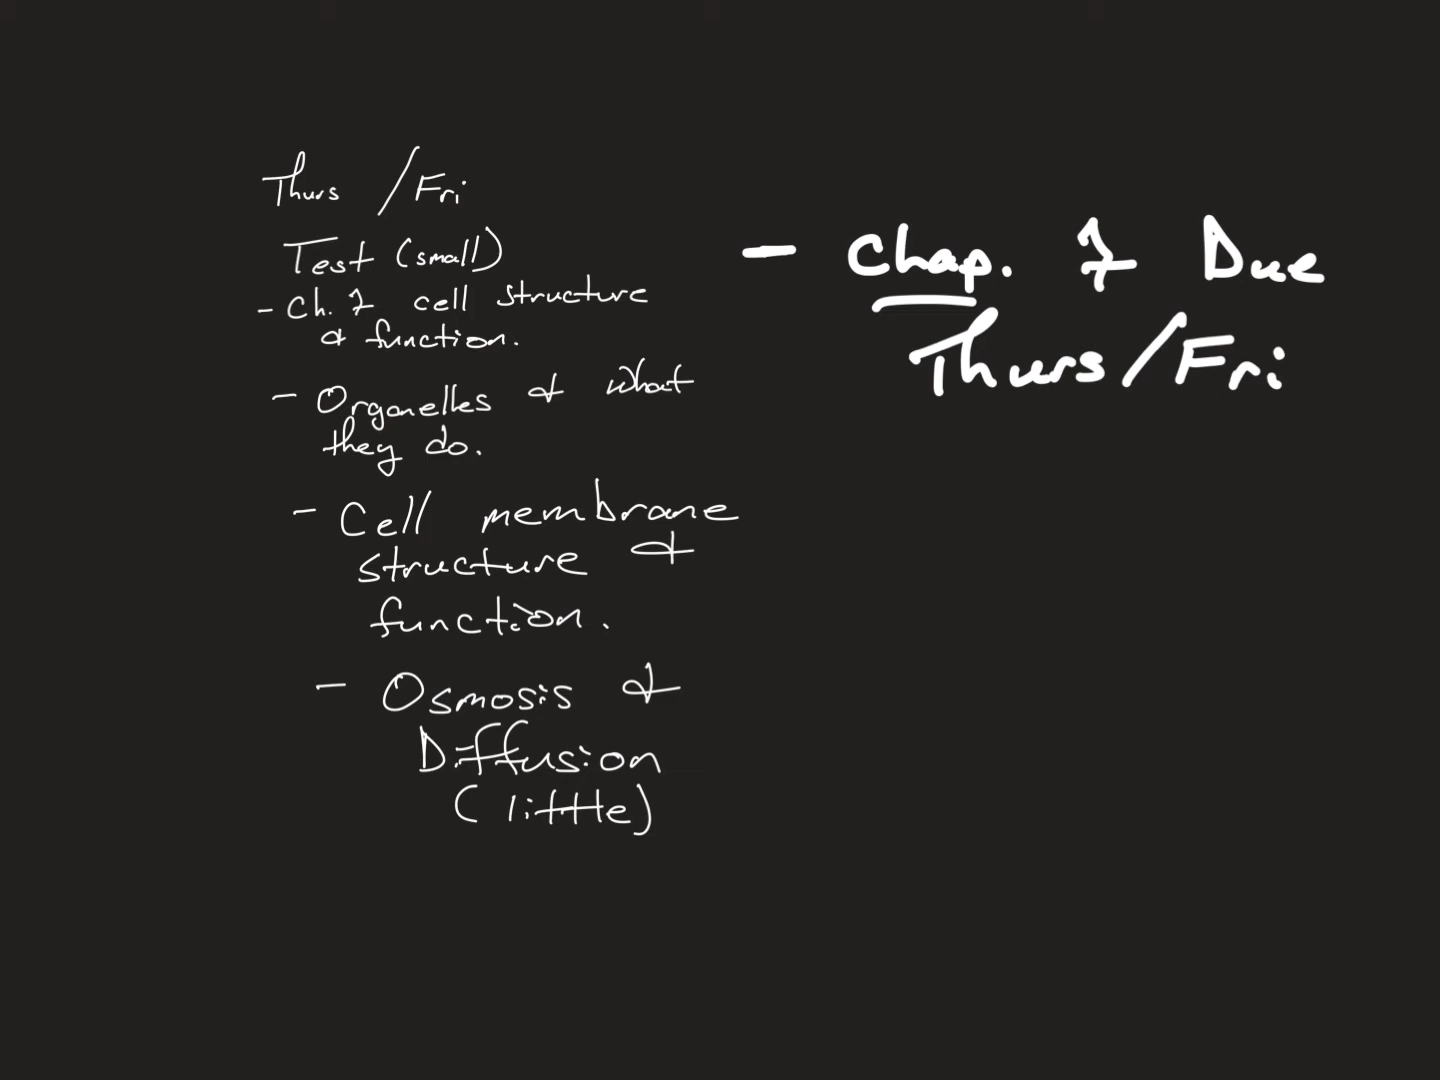 Thurs / Fri
Test (small)
- Ch. 7 cell structure
& function.
- Organelles & what
they do.
- Cell membrane
structure &
function.
- Osmosis &
Diffusion
(little)
- Chap. 7 Due
Thurs/Fri